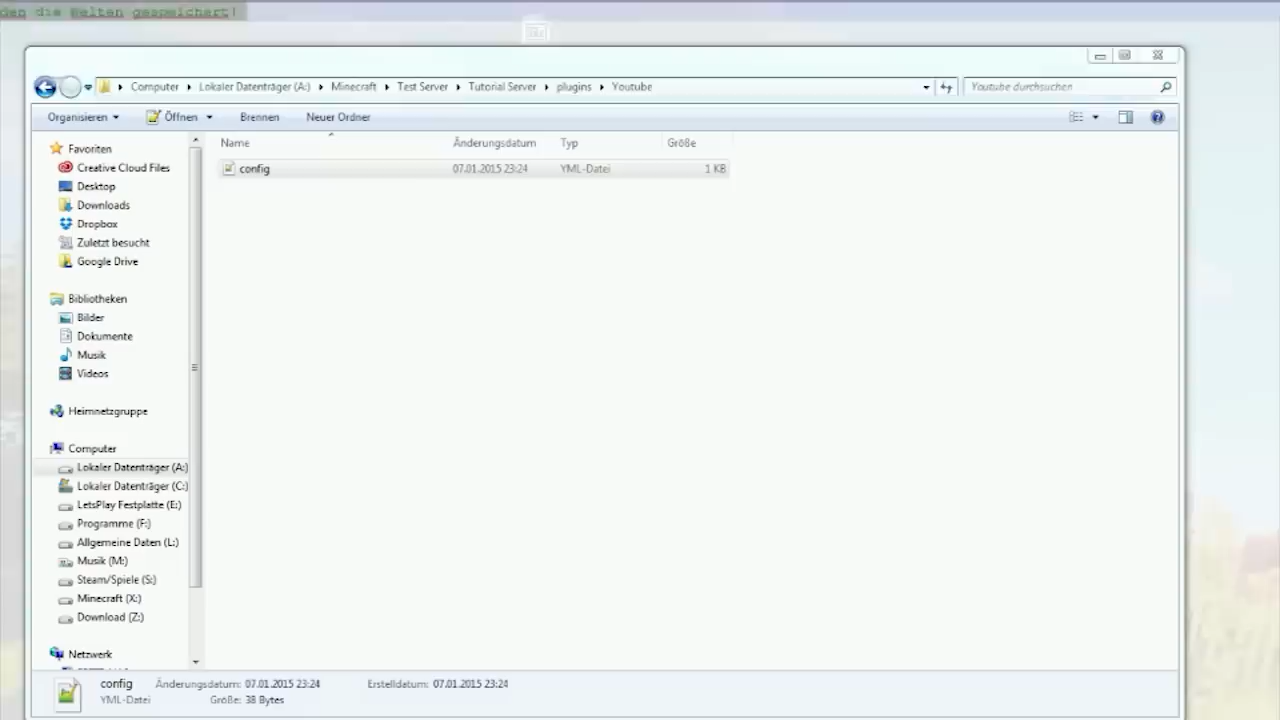 den die Welten gespeichert!
Computer Lokaler Datenträger (A:) Minecraft Test Server Tutorial Server plugins Youtube
Youtube durchsuchen
Organisieren Öffnen Brennen Neuer Ordner
Name Änderungsdatum Typ Größe
config 07.01.2015 23:24 YML-Datei 1 KB
Favoriten
Creative Cloud Files
Desktop
Downloads
Dropbox
Zuletzt besucht
Google Drive
Bibliotheken
Bilder
Dokumente
Musik
Videos
Heimnetzgruppe
Computer
Lokaler Datenträger (A:)
Lokaler Datenträger (C:)
LetsPlay Festplatte (E:)
Programme (F:)
Allgemeine Daten (L:)
Musik (M:)
Steam/Spiele (S:)
Minecraft (X:)
Download (Z:)
Netzwerk
config Änderungsdatum: 07.01.2015 23:24 Erstelldatum: 07.01.2015 23:24
YML-Datei Größe: 38 Bytes